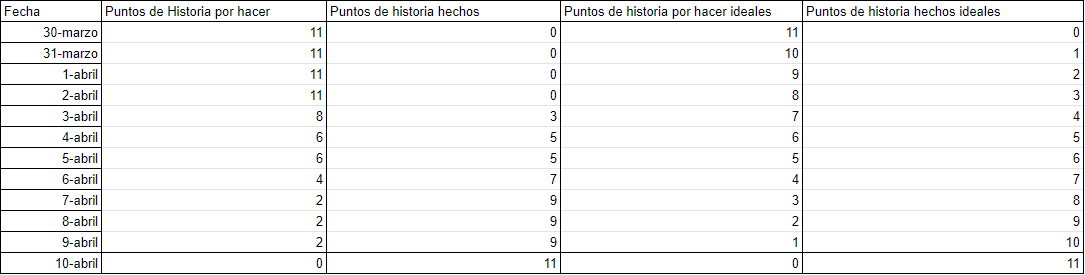 Fecha Puntos de Historia por hacer Puntos de historia hechos Puntos de historia por hacer ideales Puntos de historia hechos ideales
30-marzo 11 0 11 0
31-marzo 11 0 10 1
1-abril 11 0 9 2
2-abril 11 0 8 3
3-abril 8 3 7 4
4-abril 6 5 6 5
5-abril 6 5 5 6
6-abril 4 7 4 7
7-abril 2 9 3 8
8-abril 2 9 2 9
9-abril 2 9 1 10
10-abril 0 11 0 11